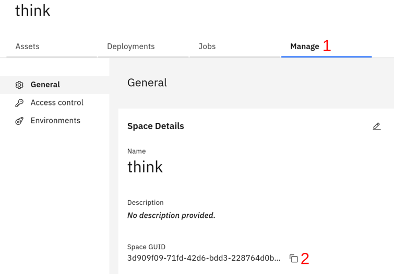 think
Assets Deployments Jobs Manage 1
General
Access control
Environments
General
Space Details
Name
think
Description
No description provided.
Space GUID
3d909f09-71fd-42d6-bdd3-228764d0b... 2